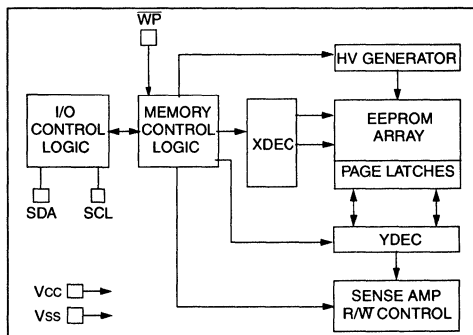 WP
HV GENERATOR
I/O
CONTROL
LOGIC
MEMORY
CONTROL
LOGIC
XDEC
EEPROM
ARRAY
PAGE LATCHES
SDA
SCL
YDEC
Vcc
Vss
SENSE AMP
R/W CONTROL